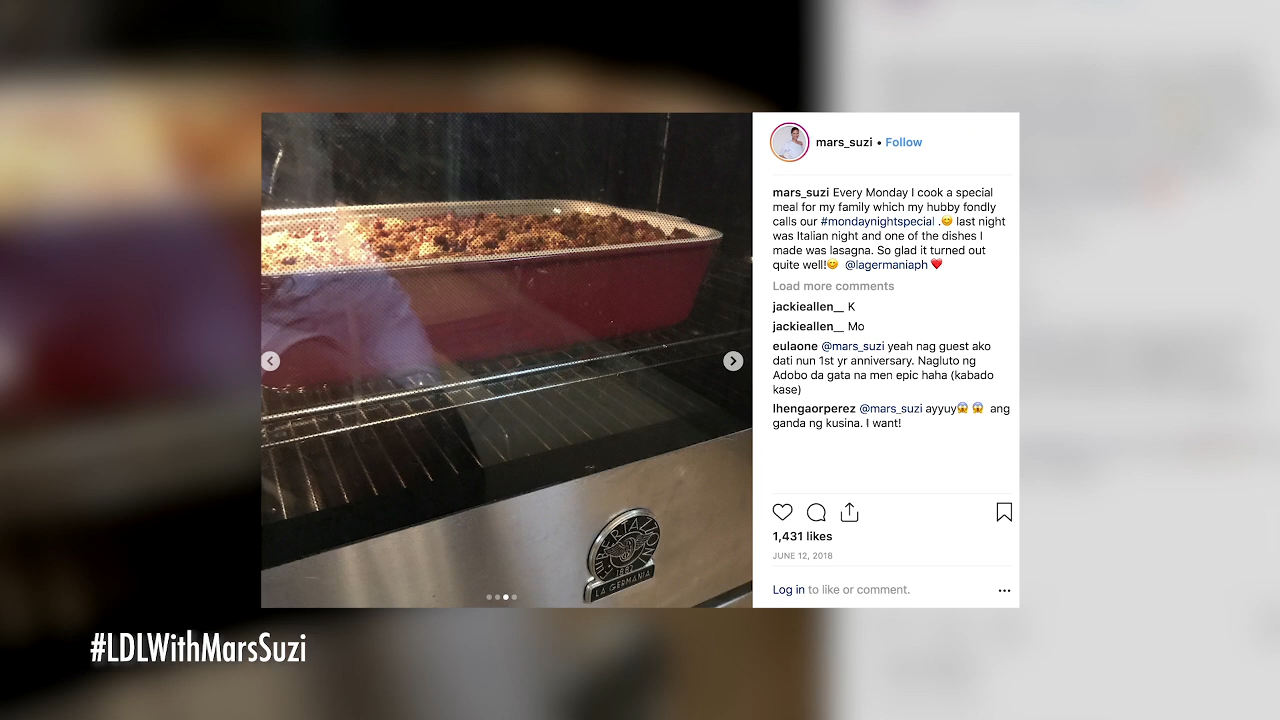 mars_suzi • Follow
mars_suzi Every Monday I cook a special
meal for my family which my hubby fondly
calls our #mondaynightspecial .😊 last night
was Italian night and one of the dishes I
made was lasagna. So glad it turned out
quite well!😊 @lagermaniaph ❤️
Load more comments
jackieallen__ K
jackieallen__ Mo
eulaone @mars_suzi yeah nag guest ako
dati nun 1st yr anniversary. Nagluto ng
Adobo da gata na men epic haha (kabado
kase)
lhengaorperez @mars_suzi ayyuy😱 😱 ang
ganda ng kusina. I want!
1,431 likes
JUNE 12, 2018
Log in to like or comment.
BERTAZZONI
1882
LA GERMANIA
#LDLWithMarsSuzi